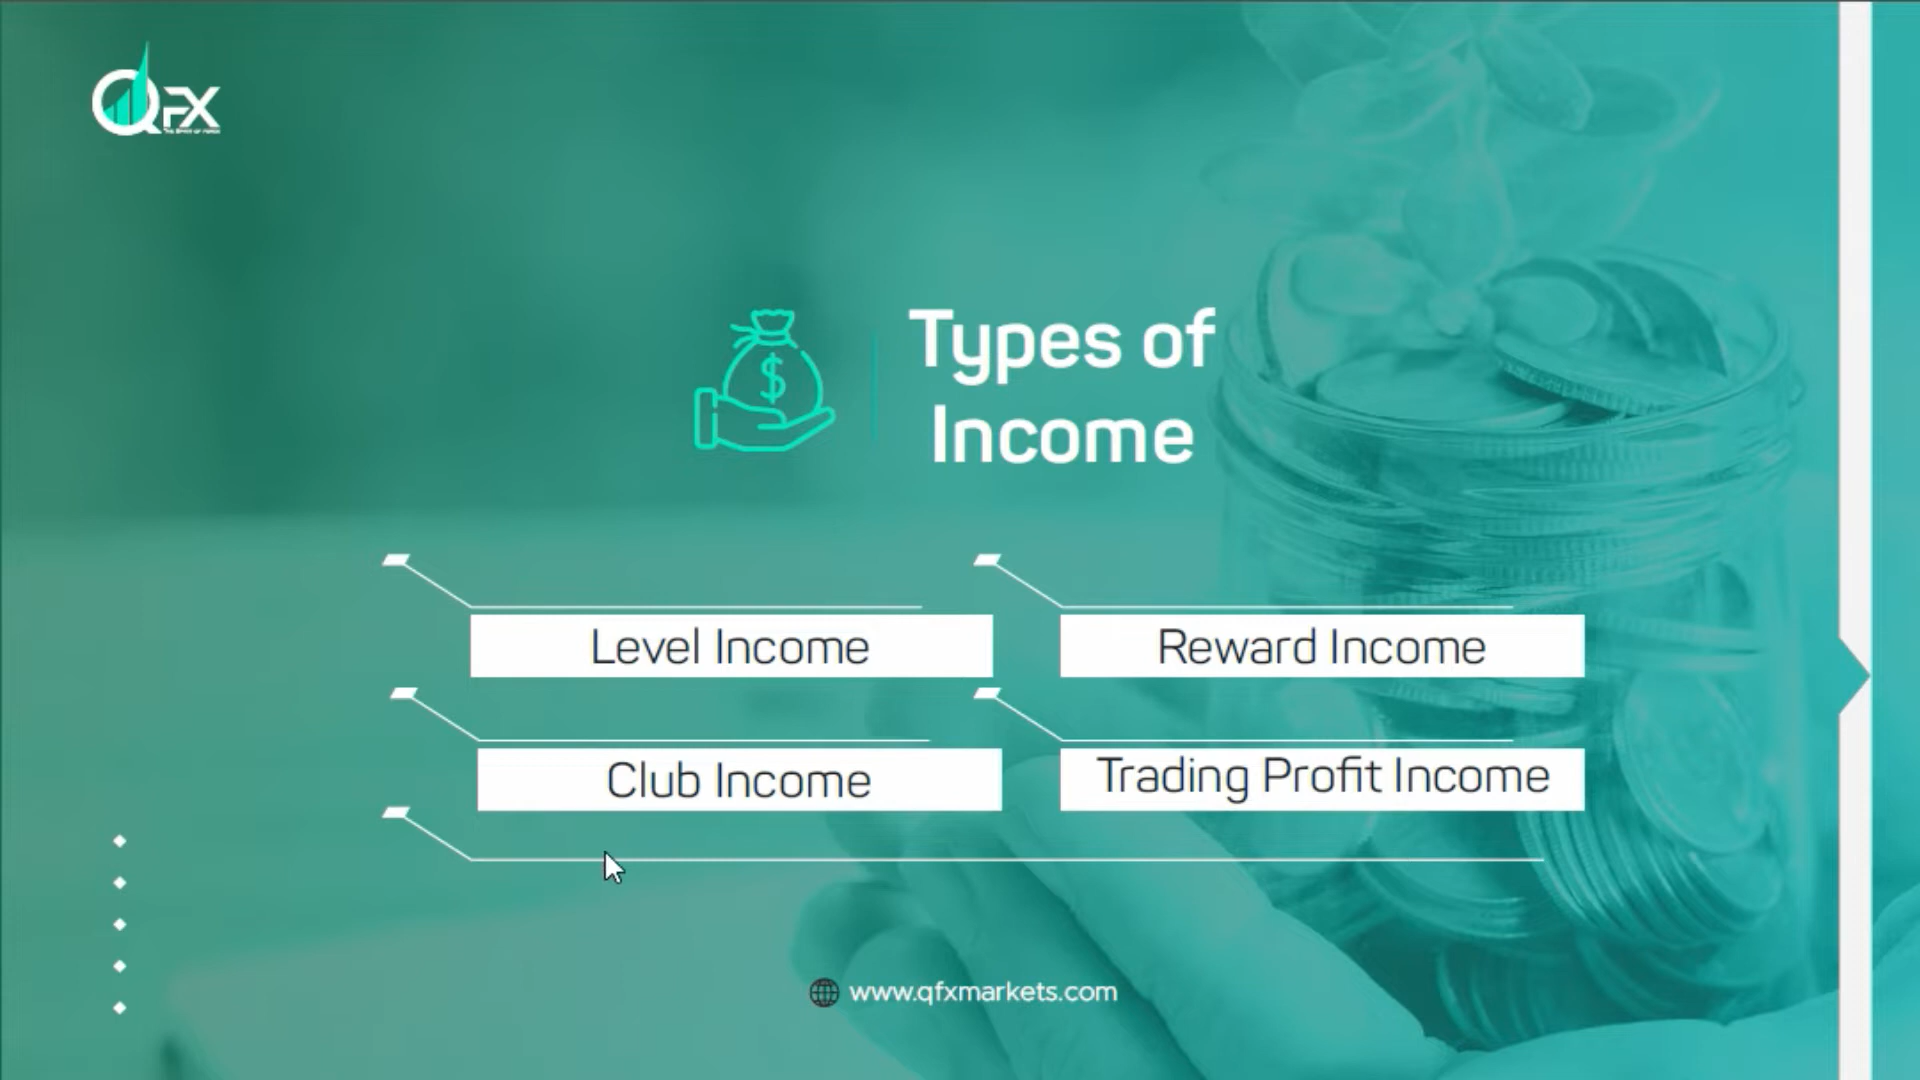 QFX
Types of
Income
Level Income
Reward Income
Club Income
Trading Profit Income
www.qfxmarkets.com